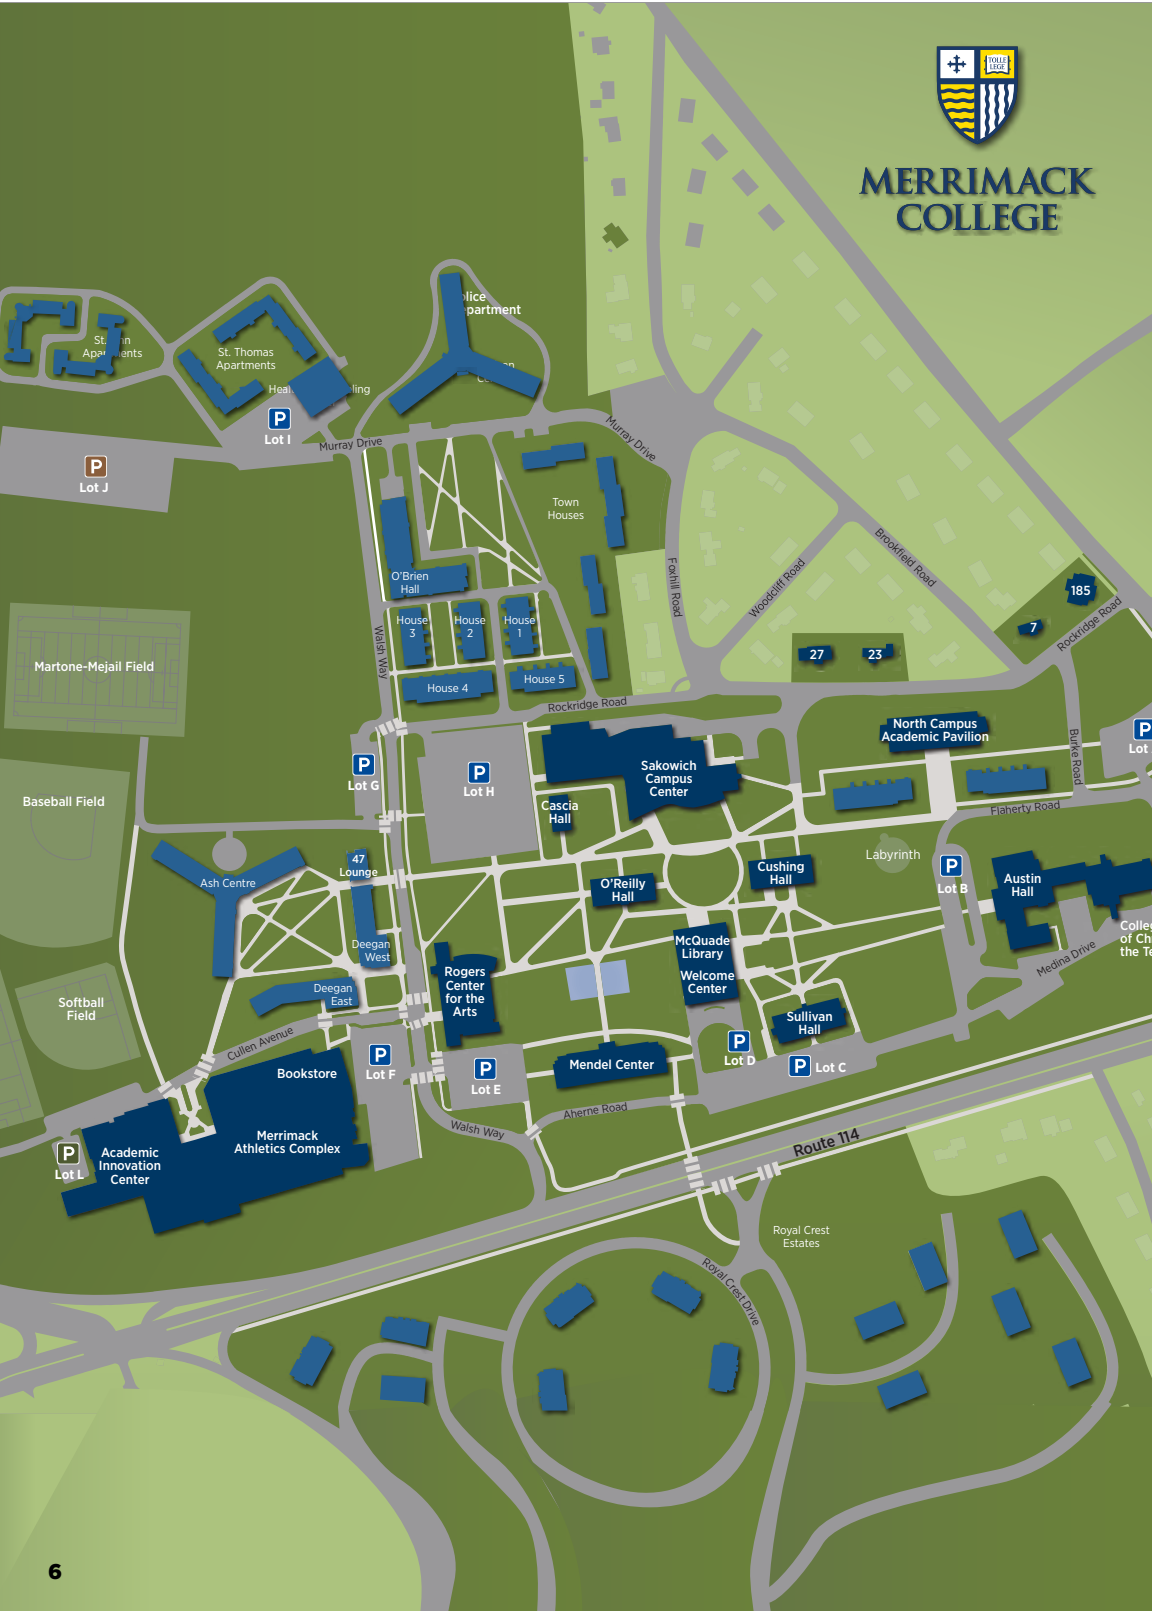 TOLLE
LEGE
MERRIMACK
COLLEGE
St. Thomas
Apartments
P
Lot I
Murray Drive
Murray Drive
P
Lot J
Town
Houses
O'Brien
Hall
House
3
House
2
House
1
House 4
House 5
Walsh Way
Foxhill Road
Woodcliff Road
Brookfield Road
Rockridge Road
185
7
27
23
Martone-Mejail Field
Rockridge Road
North Campus
Academic Pavilion
Burke Road
P
Lot
P
Lot G
P
Lot H
Sakowich
Campus
Center
Cascia
Hall
Baseball Field
Flaherty Road
Labyrinth
P
Lot B
47
Lounge
Ash Centre
Cushing
Hall
O'Reilly
Hall
Austin
Hall
Deegan
West
McQuade
Library
Welcome
Center
Medina Drive
Rogers
Center
for the
Arts
Deegan
East
Softball
Field
Sullivan
Hall
Cullen Avenue
Bookstore
P
Lot F
P
Lot E
Mendel Center
P
Lot D
P
Lot C
Aherne Road
Walsh Way
Merrimack
Athletics Complex
Academic
Innovation
Center
P
Lot L
Route 114
Royal Crest
Estates
Royal Crest Drive
6